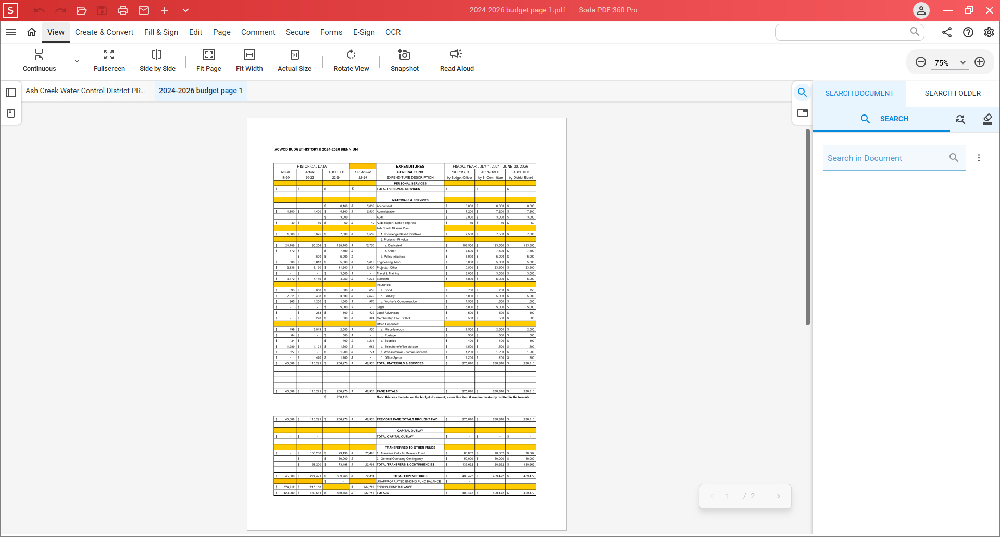 S 2024-2026 budget page 1.pdf - Soda PDF 360 Pro
View Create & Convert Fill & Sign Edit Page Comment Secure Forms E-Sign OCR
Continuous Fullscreen Side by Side Fit Page Fit Width 1:1 Actual Size Rotate View Snapshot Read Aloud 75%
Ash Creek Water Control District PR... 2024-2026 budget page 1
SEARCH DOCUMENT SEARCH FOLDER
SEARCH
Search in Document
ACWCD BUDGET HISTORY & 2024-2026 BIENNIUM
HISTORICAL DATA EXPENDITURES FISCAL YEAR JULY 1, 2024 - JUNE 30, 2026
Actual Actual ADOPTED Est. Actual GENERAL FUND PROPOSED APPROVED ADOPTED
18-20 20-22 22-24 22-24 EXPENDITURE DESCRIPTION by Budget Officer by B. Committee by District Board
PERSONAL SERVICES
$ - $ - $ - $ - TOTAL PERSONAL SERVICES $ - $ - $ -
MATERIALS & SERVICES
$ 8,160 $ 5,000 Accountant $ 8,000 $ 8,000 $ 8,000
$ 4,800 $ 4,400 $ 4,800 $ 5,800 Administration $ 7,200 $ 7,200 $ 7,200
$ 3,000 Audit $ 3,000 $ 3,000 $ 3,000
$ 40 $ 60 $ 60 $ 40 Audit Report, State Filing Fee $ 60 $ 60 $ 60
Ash Creek 10 Year Plan:
$ 1,500 $ 3,625 $ 7,500 $ 1,500 1. Knowledge Based Initiatives $ 7,500 $ 7,500 $ 7,500
2. Projects - Physical
$ 24,786 $ 80,206 $ 188,100 $ 15,750 a. Dedicated $ 193,500 $ 193,500 $ 193,500
$ 472 $ - $ 7,500 $ - b. Other $ 7,500 $ 7,500 $ 7,500
$ 500 $ 5,000 $ - 3. Policy Initiatives $ 5,000 $ 5,000 $ 5,000
$ 500 $ 3,813 $ 5,000 $ 5,812 Engineering, Misc $ 5,000 $ 5,000 $ 5,000
$ 2,836 $ 9,130 $ 11,200 $ 5,500 Projects: Other $ 10,500 $ 23,500 $ 23,500
$ - $ - $ 3,000 $ - Travel & Training $ 3,000 $ 3,000 $ 3,000
$ 3,372 $ 4,116 $ 4,250 $ 4,278 Elections $ 5,000 $ 5,000 $ 5,000
Insurance:
$ 593 $ 650 $ 600 $ 650 a. Bond $ 750 $ 750 $ 750
$ 2,911 $ 3,408 $ 3,500 $ 4,673 b. Liability $ 5,000 $ 5,000 $ 5,000
$ 865 $ 1,200 $ 1,500 $ 970 c. Worker's Compensation $ 1,500 $ 1,500 $ 1,500
$ - $ - $ 5,000 $ - Legal $ 5,000 $ 5,000 $ 5,000
$ - $ 253 $ 500 $ 422 Legal Advertising $ 500 $ 500 $ 500
$ - $ 270 $ 300 $ 324 Membership Fee: SDAO $ 500 $ 500 $ 500
Office Expenses:
$ 499 $ 3,049 $ 2,500 $ 550 a. Miscellaneous $ 2,500 $ 2,500 $ 2,500
$ 64 $ - $ 500 $ - b. Postage $ 500 $ 500 $ 500
$ 34 $ - $ 400 $ 1,234 c. Supplies $ 400 $ 400 $ 400
$ 1,289 $ 1,121 $ 1,500 $ 662 d. Telephone/office storage $ 1,500 $ 1,500 $ 1,500
$ 527 $ - $ 1,200 $ 771 e. Website/email - domain services $ 1,200 $ 1,200 $ 1,200
$ - $ 420 $ 1,200 $ - f. Office Space $ 1,200 $ 1,200 $ 1,200
$ 45,088 $ 116,221 $ 266,270 $ 48,936 TOTAL MATERIALS & SERVICES $ 275,810 $ 288,810 $ 288,810
$ 45,088 $ 116,221 $ 266,270 $ 48,936 PAGE TOTALS $ 275,810 $ 288,810 $ 288,810
$ 258,110 Note: this was the total on the budget document; a new line item # was inadvertantly omitted in the formula
$ 45,088 $ 116,221 $ 266,270 $ 48,936 PREVIOUS PAGE TOTALS BROUGHT FWD $ 275,810 $ 288,810 $ 288,810
CAPITAL OUTLAY
$ - $ - TOTAL CAPITAL OUTLAY $ - $ - $ -
TRANSFERRED TO OTHER FUNDS
$ - $ 158,200 $ 23,498 $ 23,498 1. Transfers Out - To Reserve Fund $ 83,662 $ 70,662 $ 70,662
$ - $ 50,000 $ - 2. General Operating Contingency $ 50,000 $ 50,000 $ 50,000
$ 158,200 $ 73,498 $ 23,498 TOTAL TRANSFERS & CONTINGENCIES $ 133,662 $ 120,662 $ 120,662
$ 45,088 $ 274,421 $ 339,768 $ 72,434 TOTAL EXPENDITURES $ 409,472 $ 409,472 $ 409,472
$ - UNAPPROPRIATED ENDING FUND BALANCE $ -
$ 374,912 $ 215,160 $ 264,722 ENDING FUND BALANCE
$ 420,000 $ 489,581 $ 339,768 $ 337,156 TOTALS $ 409,472 $ 409,472 $ 409,472
1 / 2